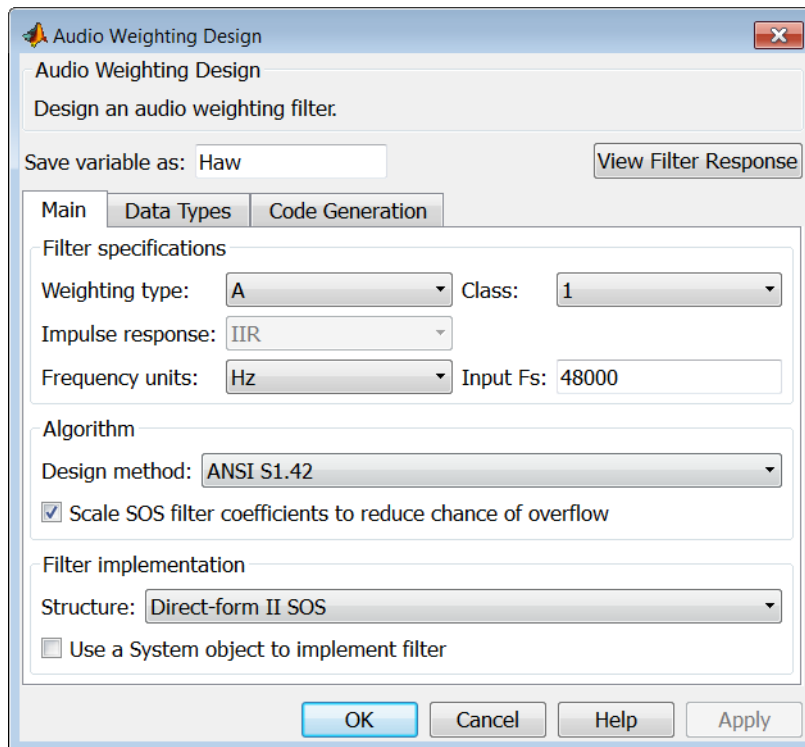 Audio Weighting Design
Audio Weighting Design
Design an audio weighting filter.
Save variable as: Haw View Filter Response
Main Data Types Code Generation
Filter specifications
Weighting type: A Class: 1
Impulse response: IIR
Frequency units: Hz Input Fs: 48000
Algorithm
Design method: ANSI S1.42
Scale SOS filter coefficients to reduce chance of overflow
Filter implementation
Structure: Direct-form II SOS
Use a System object to implement filter
OK Cancel Help Apply